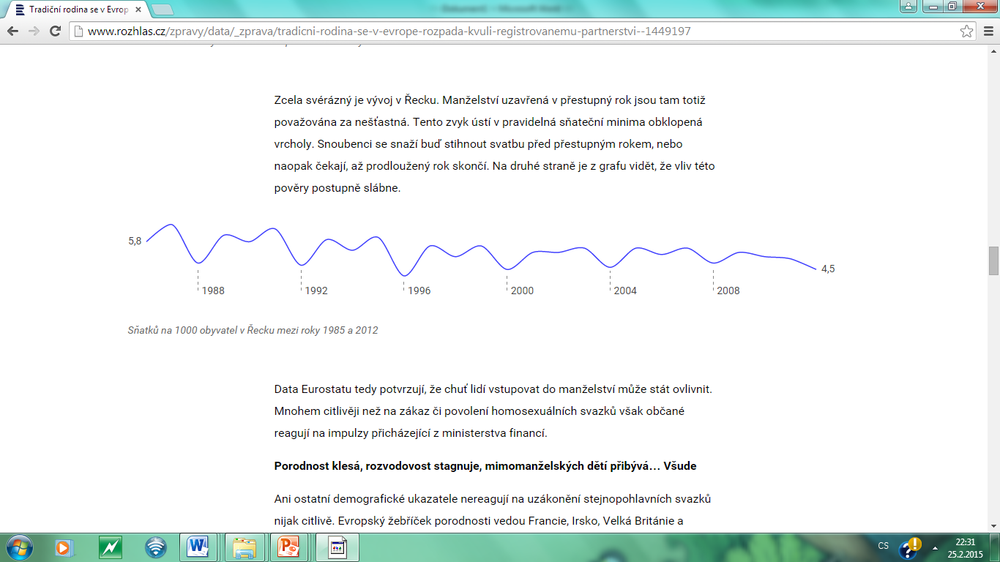 Tradiční rodina se v Evrop
Dokument1 - Microsoft Word
www.rozhlas.cz/zpravy/data/_zprava/tradicni-rodina-se-v-evrope-rozpada-kvuli-registrovanemu-partnerstvi--1449197
Zcela svérázný je vývoj v Řecku. Manželství uzavřená v přestupný rok jsou tam totiž
považována za nešťastná. Tento zvyk ústí v pravidelná sňateční minima obklopená
vrcholy. Snoubenci se snaží buď stihnout svatbu před přestupným rokem, nebo
naopak čekají, až prodloužený rok skončí. Na druhé straně je z grafu vidět, že vliv této
pověry postupně slábne.
5,8
4,5
1988 1992 1996 2000 2004 2008
Sňatků na 1000 obyvatel v Řecku mezi roky 1985 a 2012
Data Eurostatu tedy potvrzují, že chuť lidí vstupovat do manželství může stát ovlivnit.
Mnohem citlivěji než na zákaz či povolení homosexuálních svazků však občané
reagují na impulzy přicházející z ministerstva financí.
Porodnost klesá, rozvodovost stagnuje, mimomanželských dětí přibývá… Všude
Ani ostatní demografické ukazatele nereagují na uzákonění stejnopohlavních svazků
nijak citlivě. Evropský žebříček porodnosti vedou Francie, Irsko, Velká Británie a
CS
22:31
25.2.2015